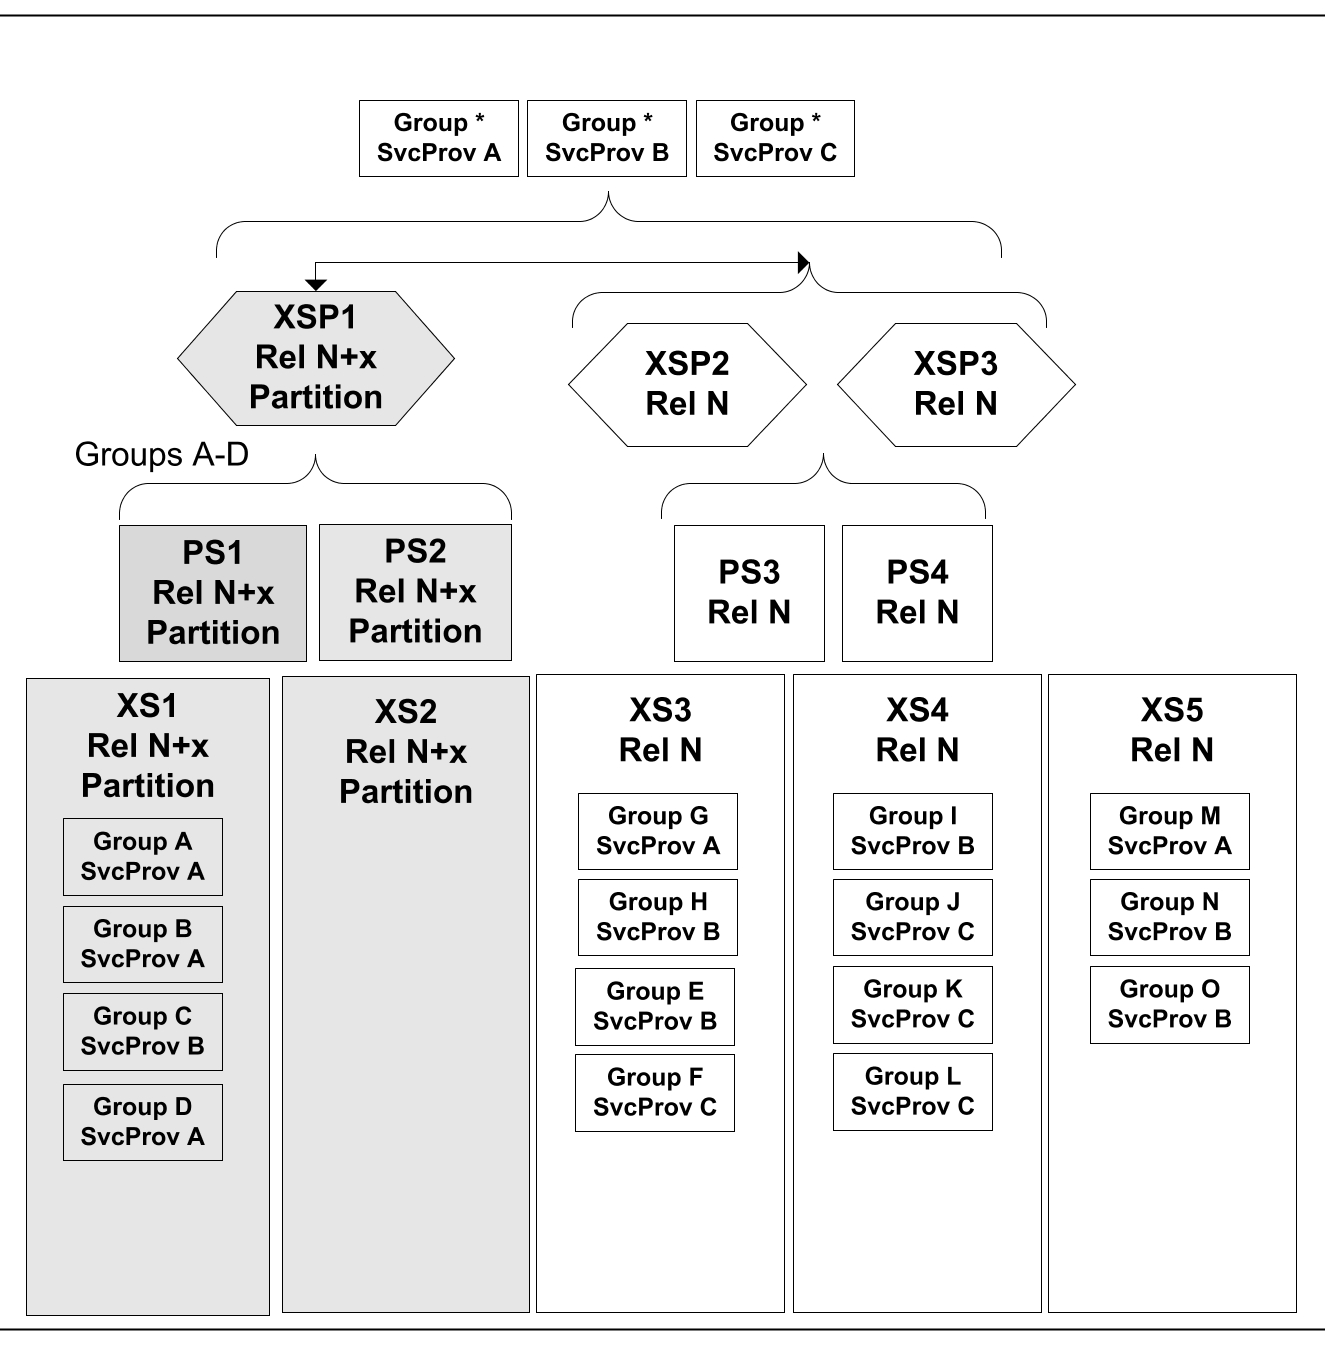 Group *
SvcProv A
Group *
SvcProv B
Group *
SvcProv C
XSP1
Rel N+x
Partition
XSP2
Rel N
XSP3
Rel N
Groups A-D
PS1
Rel N+x
Partition
PS2
Rel N+x
Partition
PS3
Rel N
PS4
Rel N
XS1
Rel N+x
Partition
Group A
SvcProv A
Group B
SvcProv A
Group C
SvcProv B
Group D
SvcProv A
XS2
Rel N+x
Partition
XS3
Rel N
Group G
SvcProv A
Group H
SvcProv B
Group E
SvcProv B
Group F
SvcProv C
XS4
Rel N
Group I
SvcProv B
Group J
SvcProv C
Group K
SvcProv C
Group L
SvcProv C
XS5
Rel N
Group M
SvcProv A
Group N
SvcProv B
Group O
SvcProv B